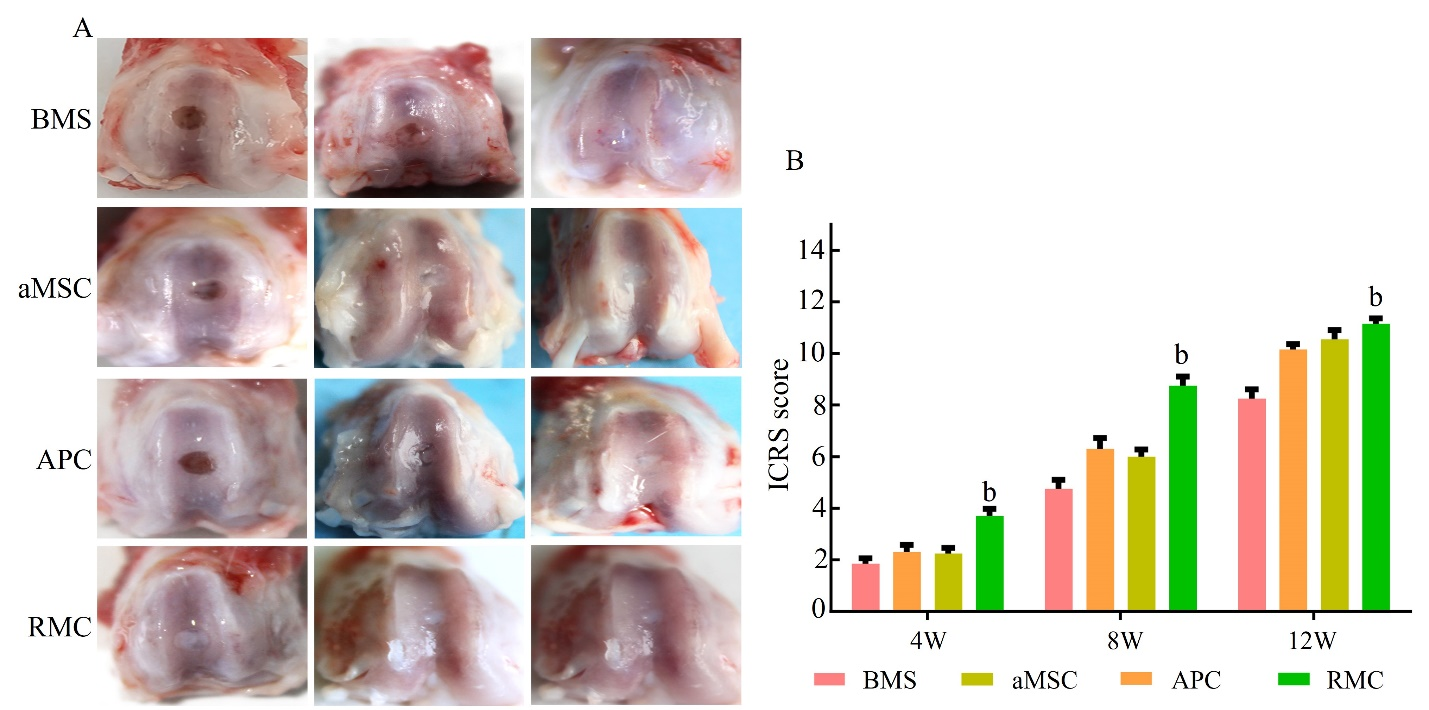 A
BMS
aMSC
APC
RMC
B
ICRS score
14
12
10
8
6
4
2
0
b
b
b
4W
8W
12W
BMS aMSC APC RMC